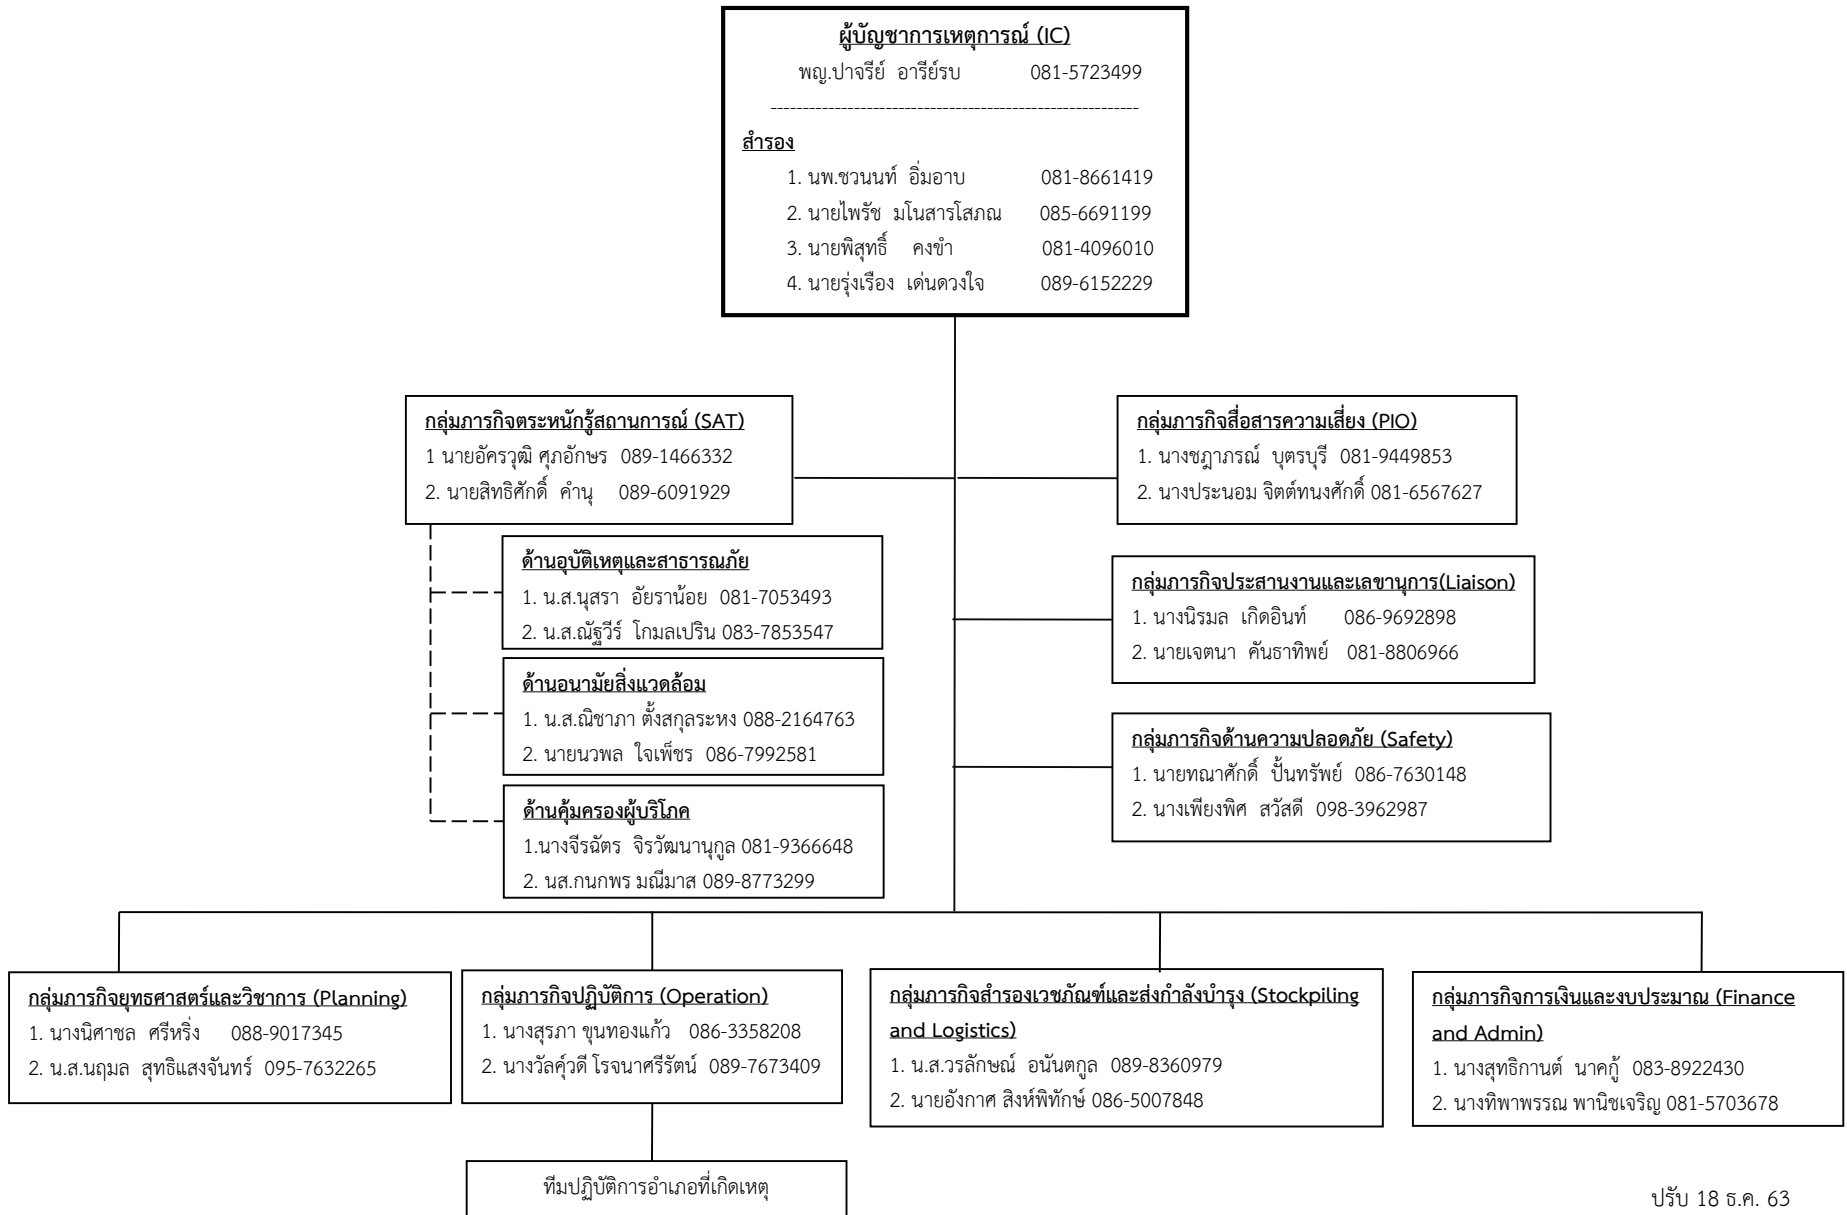 ผู้บัญชาการเหตุการณ์ (IC)
พญ.ปาจรีย์ อารีย์รบ 081-5723499
----------------------------------------------------------
สำรอง
1. นพ.ชวนนท์ อิ่มอาบ 081-8661419
2. นายไพรัช มโนสารโสภณ 085-6691199
3. นายพิสุทธิ์ คงขำ 081-4096010
4. นายรุ่งเรือง เด่นดวงใจ 089-6152229
กลุ่มภารกิจตระหนักรู้สถานการณ์ (SAT)
1 นายอัครวุฒิ ศุภอักษร 089-1466332
2. นายสิทธิศักดิ์ คำนุ 089-6091929
กลุ่มภารกิจสื่อสารความเสี่ยง (PIO)
1. นางชฎาภรณ์ บุตรบุรี 081-9449853
2. นางประนอม จิตต์ทนงศักดิ์ 081-6567627
ด้านอุบัติเหตุและสาธารณภัย
1. น.ส.นุสรา อัยราน้อย 081-7053493
2. น.ส.ณัฐวีร์ โกมลเปริน 083-7853547
กลุ่มภารกิจประสานงานและเลขานุการ(Liaison)
1. นางนิรมล เกิดอินท์ 086-9692898
2. นายเจตนา คันธาทิพย์ 081-8806966
ด้านอนามัยสิ่งแวดล้อม
1. น.ส.ณิชาภา ตั้งสกุลระหง 088-2164763
2. นายนวพล ใจเพ็ชร 086-7992581
กลุ่มภารกิจด้านความปลอดภัย (Safety)
1. นายทณาศักดิ์ ปั้นทรัพย์ 086-7630148
2. นางเพียงพิศ สวัสดี 098-3962987
ด้านคุ้มครองผู้บริโภค
1.นางจีรฉัตร จิรวัฒนานุกูล 081-9366648
2. นส.กนกพร มณีมาส 089-8773299
กลุ่มภารกิจยุทธศาสตร์และวิชาการ (Planning)
1. นางนิศาชล ศรีหริ่ง 088-9017345
2. น.ส.นฤมล สุทธิแสงจันทร์ 095-7632265
กลุ่มภารกิจปฏิบัติการ (Operation)
1. นางสุรภา ขุนทองแก้ว 086-3358208
2. นางวัลคุ์วดี โรจนาศรีรัตน์ 089-7673409
กลุ่มภารกิจสำรองเวชภัณฑ์และส่งกำลังบำรุง (Stockpiling
and Logistics)
1. น.ส.วรลักษณ์ อนันตกูล 089-8360979
2. นายอังกาศ สิงห์พิทักษ์ 086-5007848
กลุ่มภารกิจการเงินและงบประมาณ (Finance
and Admin)
1. นางสุทธิกานต์ นาคกู้ 083-8922430
2. นางทิพาพรรณ พานิชเจริญ 081-5703678
ทีมปฏิบัติการอำเภอที่เกิดเหตุ
ปรับ 18 ธ.ค. 63